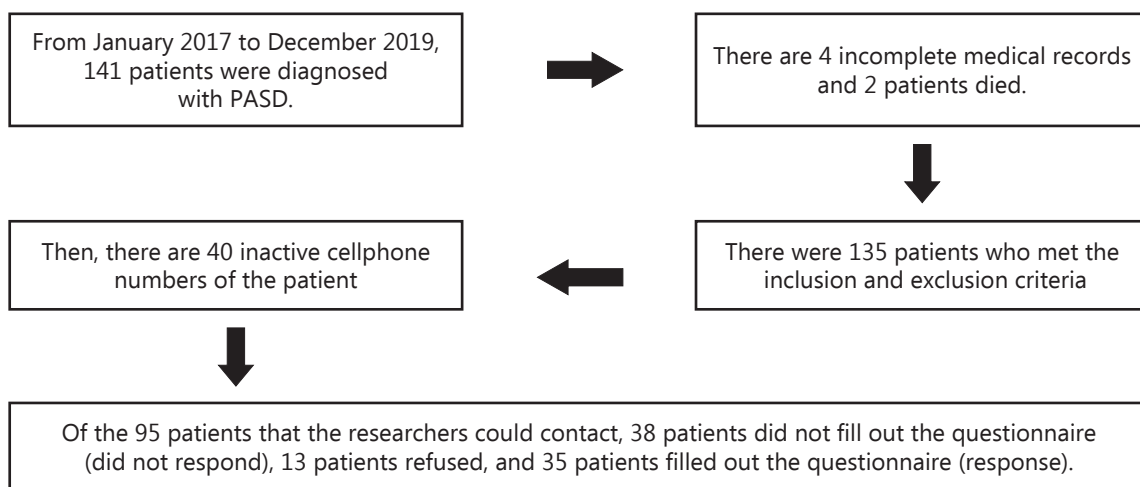 From January 2017 to December 2019,
141 patients were diagnosed
with PASD.
There are 4 incomplete medical records
and 2 patients died.
There were 135 patients who met the
inclusion and exclusion criteria
Then, there are 40 inactive cellphone
numbers of the patient
Of the 95 patients that the researchers could contact, 38 patients did not fill out the questionnaire
(did not respond), 13 patients refused, and 35 patients filled out the questionnaire (response).